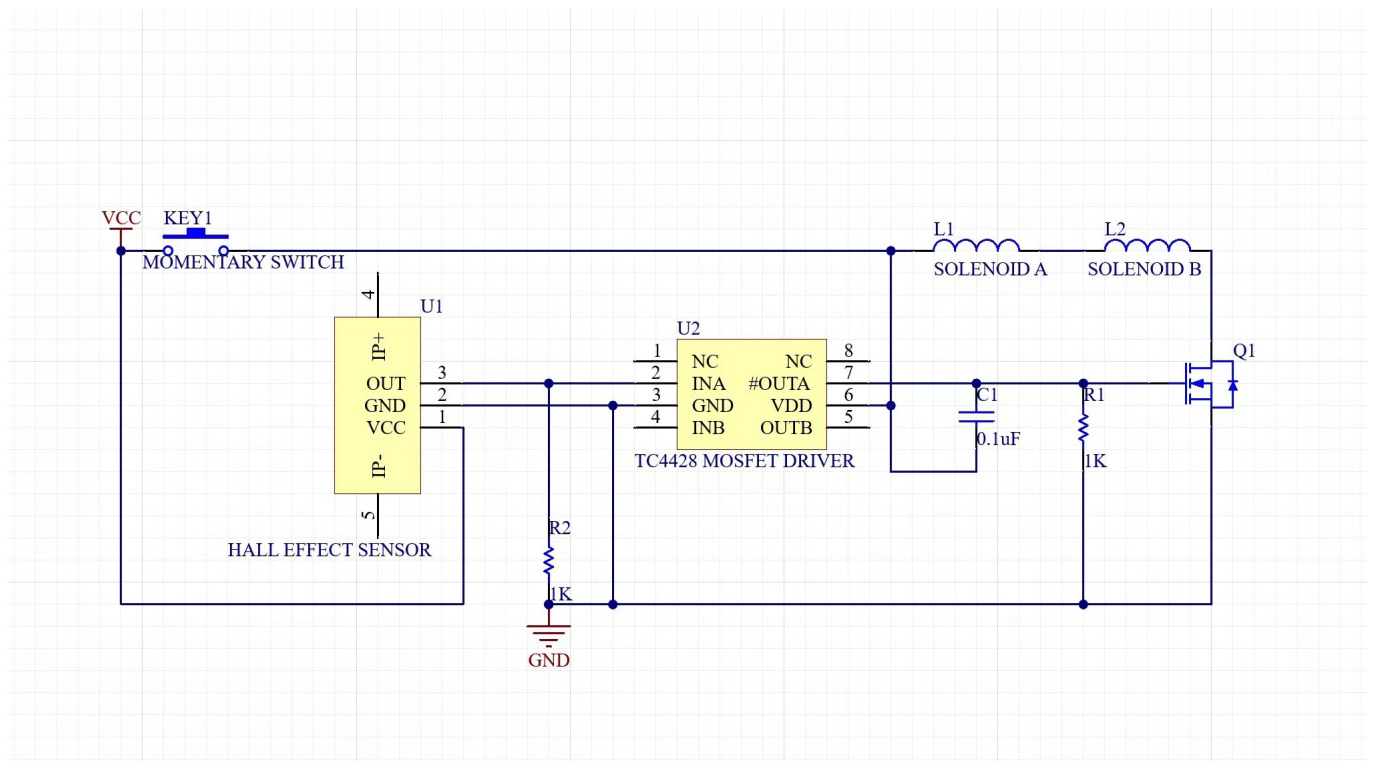 VCC
KEY1
MOMENTARY SWITCH
L1
SOLENOID A
L2
SOLENOID B
4
U1
IP+
OUT 3
GND 2
VCC 1
IP-
5
HALL EFFECT SENSOR
U2
1 NC NC 8
2 INA #OUTA 7
3 GND VDD 6
4 INB OUTB 5
TC4428 MOSFET DRIVER
C1
0.1uF
R1
1K
Q1
R2
1K
GND